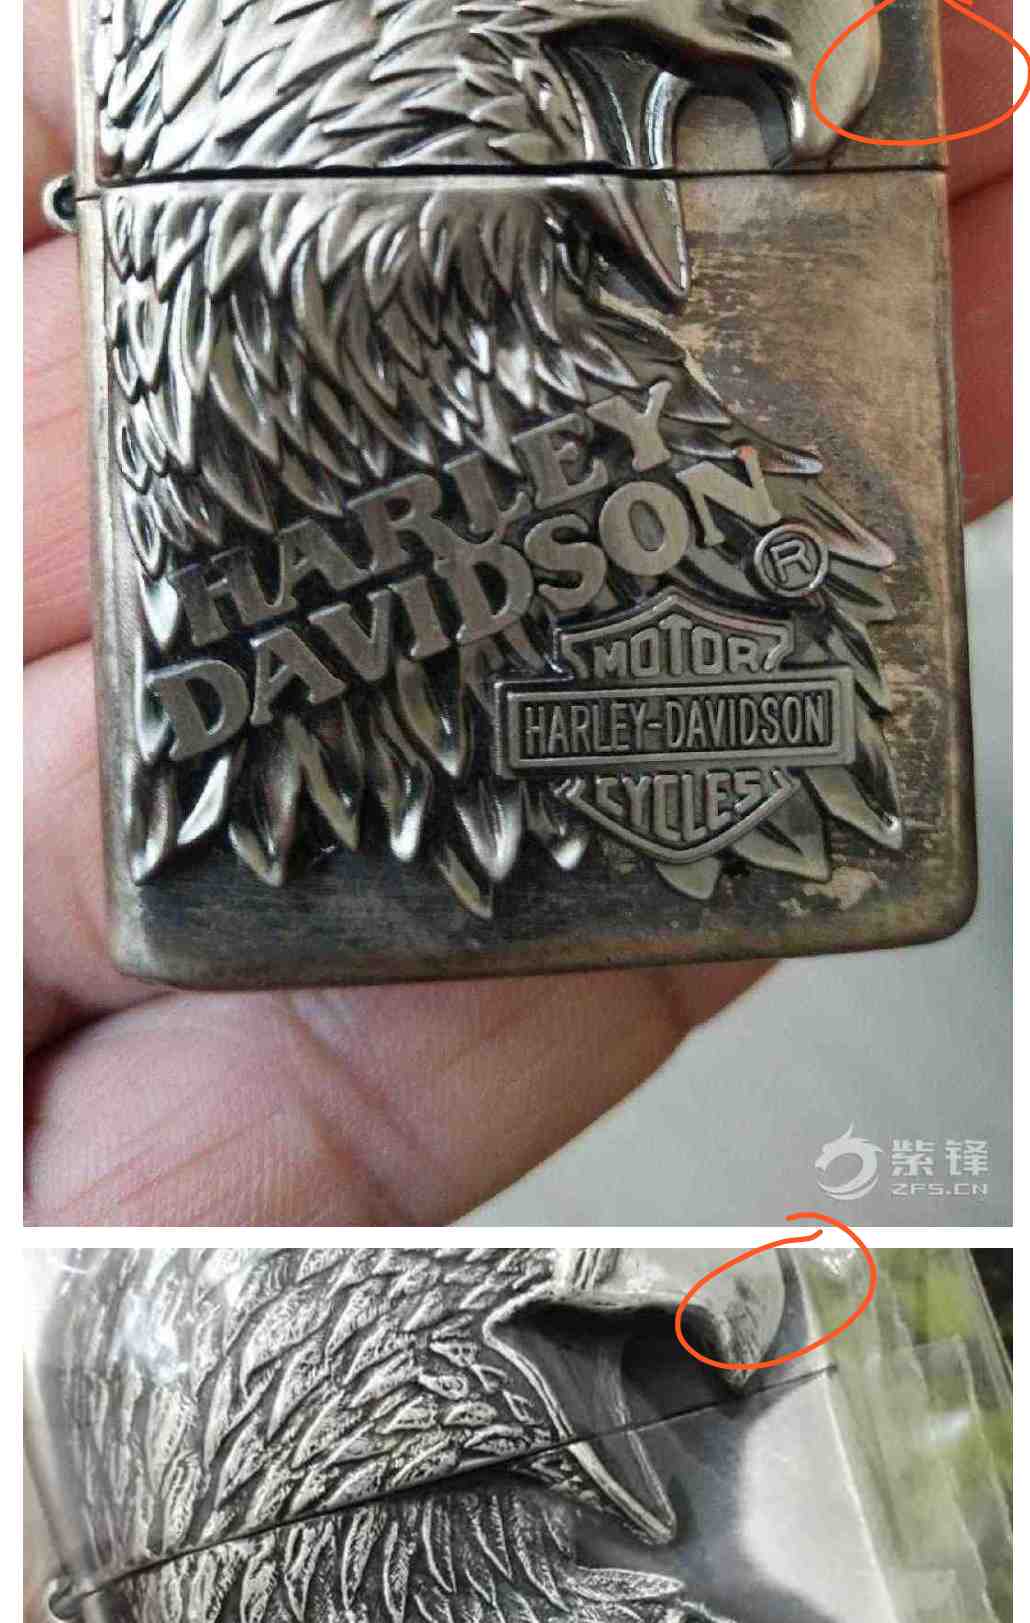 HARLEY
DAVIDSON
®
MOTOR
HARLEY-DAVIDSON
CYCLES
紫锋
ZFS.CN